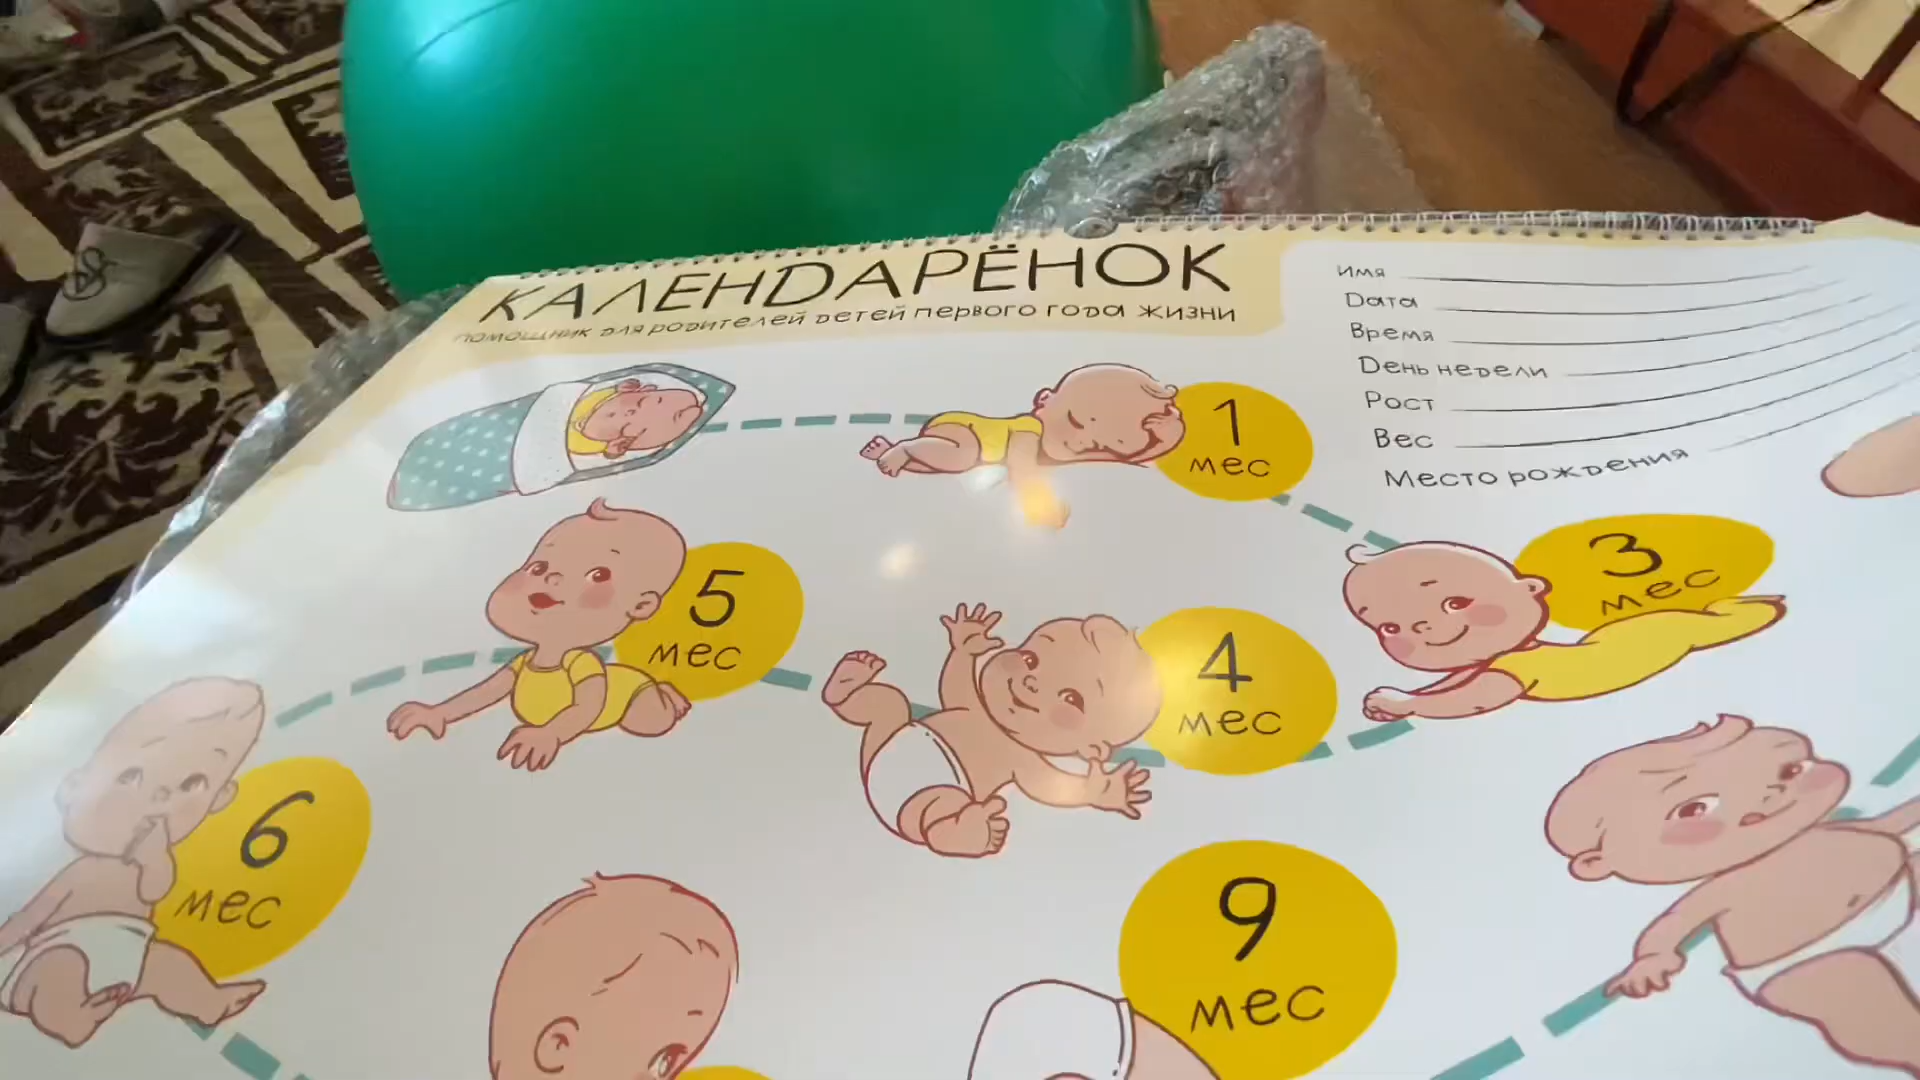 КАЛЕНДАРЁНОК
помощник для родителей детей первого года жизни
Имя
Дата
Время
День недели
Рост
Вес
Место рождения
1
мес
3
мес
5
мес
4
мес
6
мес
9
мес